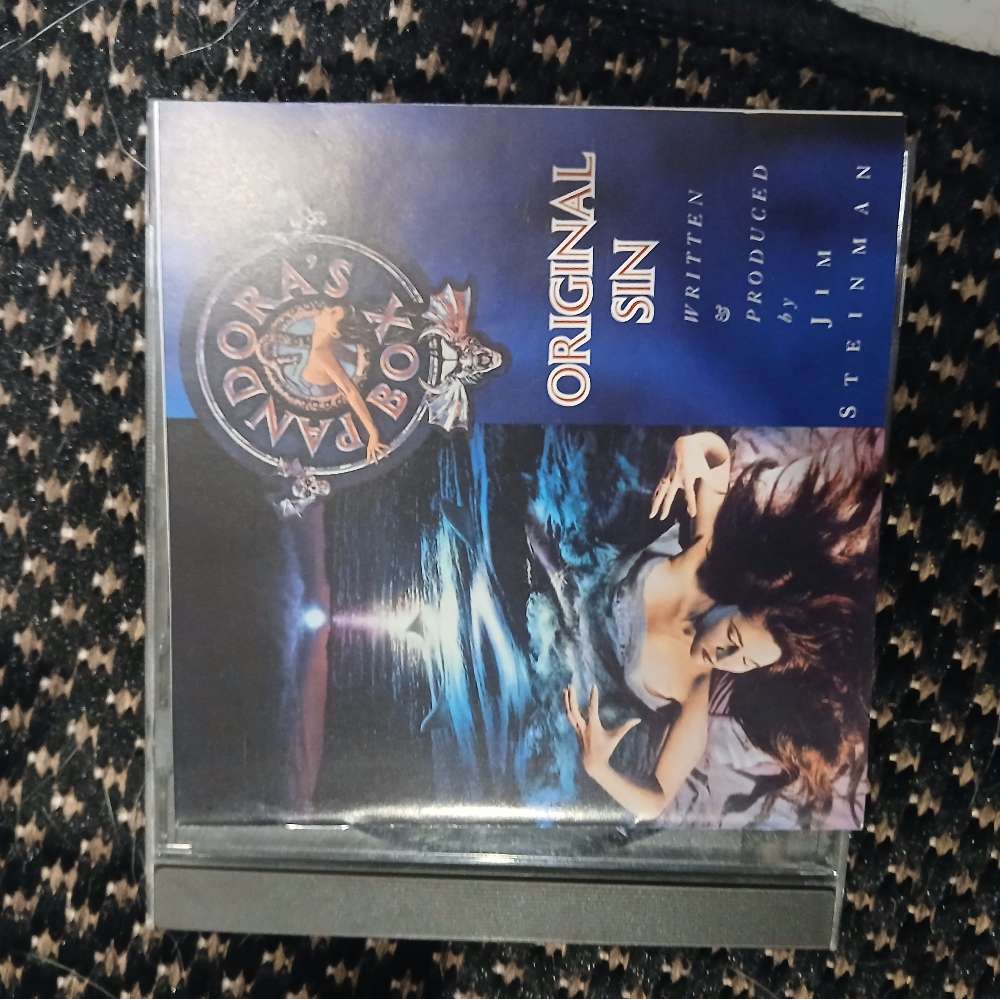 PANDORA'S
BOX
ORIGINAL
SIN
WRITTEN
&
PRODUCED
by
JIM
STEINMAN